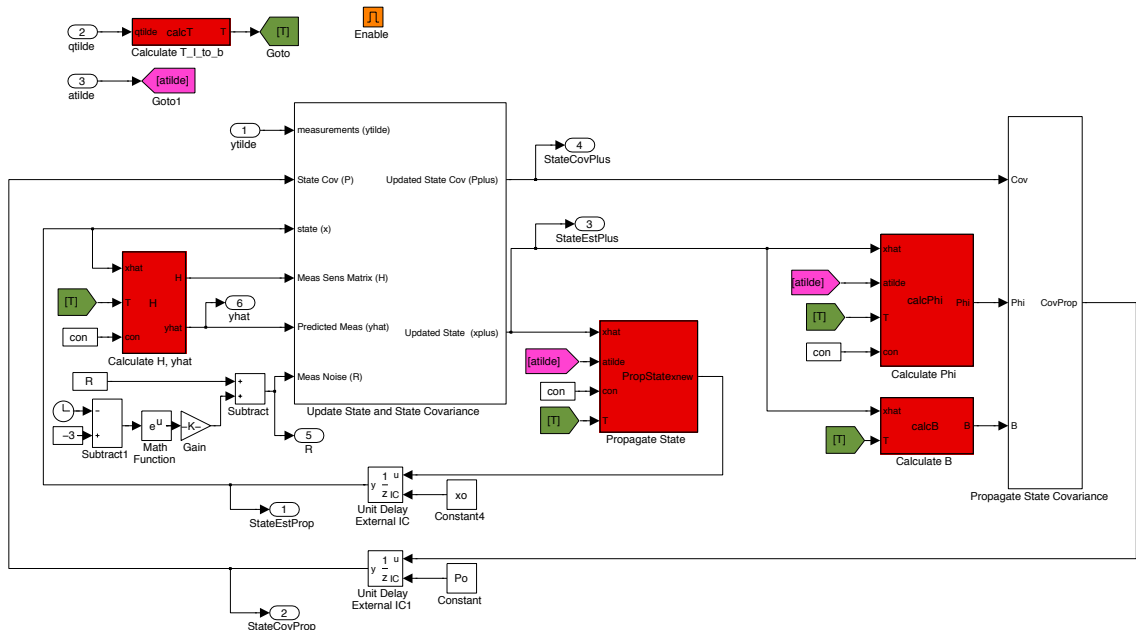 2
qtilde
qtilde
calcT
T
Calculate T_I_to_b
[T]
Goto
Enable
3
atilde
[atilde]
Goto1
1
ytilde
measurements (ytilde)
State Cov (P)
state (x)
Meas Sens Matrix (H)
Predicted Meas (yhat)
Meas Noise (R)
Updated State Cov (Pplus)
Updated State (xplus)
Update State and State Covariance
4
StateCovPlus
3
StateEstPlus
xhat
T
con
H
H
yhat
Calculate H, yhat
[T]
con
6
yhat
R
+
+
Subtract
−3
−
+
Subtract1
e^u
Math
Function
-K-
Gain
5
R
[atilde]
con
[T]
xhat
atilde
con
T
PropState
xnew
Propagate State
[atilde]
[T]
con
xhat
atilde
T
con
calcPhi
Phi
Calculate Phi
[T]
xhat
T
calcB
B
Calculate B
Cov
Phi
B
CovProp
Propagate State Covariance
y
1
z
u
IC
Unit Delay
External IC
xo
Constant4
1
StateEstProp
y
1
z
u
IC
Unit Delay
External IC1
Po
Constant
2
StateCovProp